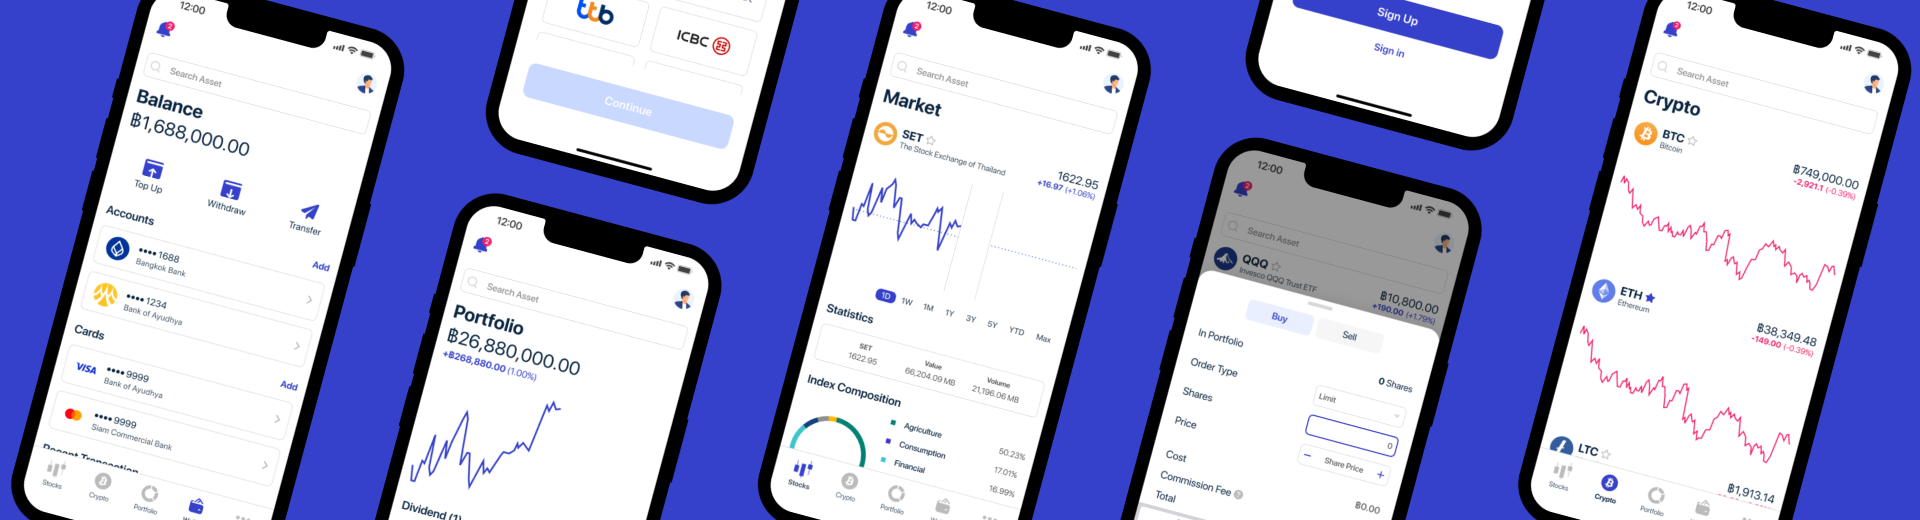 12:00
2
Search Asset
Balance
฿1,688,000.00
Top Up
Withdraw
Transfer
Accounts
Add
•••• 1688
Bangkok Bank
•••• 1234
Bank of Ayudhya
Cards
Add
VISA
•••• 9999
Bank of Ayudhya
•••• 9999
Siam Commercial Bank
Recent Transaction
Stocks
Crypto
Portfolio
ttb
ICBC
Continue
12:00
2
Search Asset
Portfolio
฿26,880,000.00
+฿268,880.00 (1.00%)
Dividend (1)
12:00
2
Search Asset
Market
SET
The Stock Exchange of Thailand
1622.95
+16.97 (+1.06%)
1D
1W
1M
1Y
3Y
5Y
YTD
Max
Statistics
SET
1622.95
Value
66,204.09 MB
Volume
21,196.06 MB
Index Composition
Agriculture
50.23%
Consumption
17.01%
Financial
16.99%
Stocks
Crypto
Portfolio
Sign Up
Sign in
12:00
2
Search Asset
QQQ
Invesco QQQ Trust ETF
฿10,800.00
+190.00 (+1.79%)
Buy
Sell
In Portfolio
0 Shares
Order Type
Limit
Shares
0
Price
− Share Price +
Cost
Commission Fee ?
฿0.00
Total
12:00
2
Search Asset
Crypto
BTC
Bitcoin
฿749,000.00
-2,921.1 (-0.39%)
ETH
Ethereum
฿38,349.48
-149.00 (-0.39%)
LTC
฿1,913.14
Stocks
Crypto
Portfolio